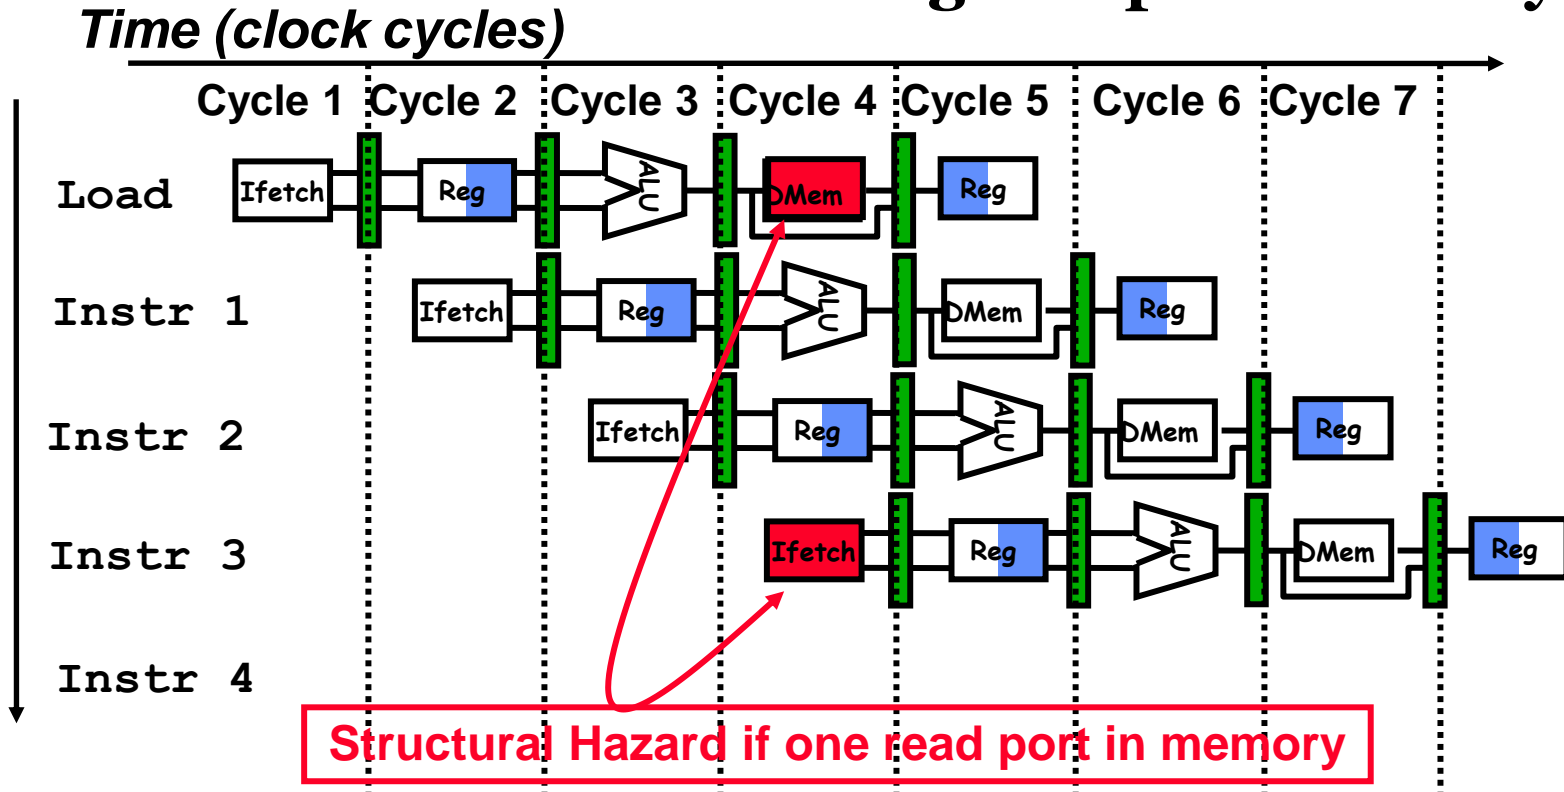 Time (clock cycles)
Cycle 1 Cycle 2 Cycle 3 Cycle 4 Cycle 5 Cycle 6 Cycle 7
Load Ifetch Reg ALU DMem Reg
Instr 1 Ifetch Reg ALU DMem Reg
Instr 2 Ifetch Reg ALU DMem Reg
Instr 3 Ifetch Reg ALU DMem Reg
Instr 4
Structural Hazard if one read port in memory